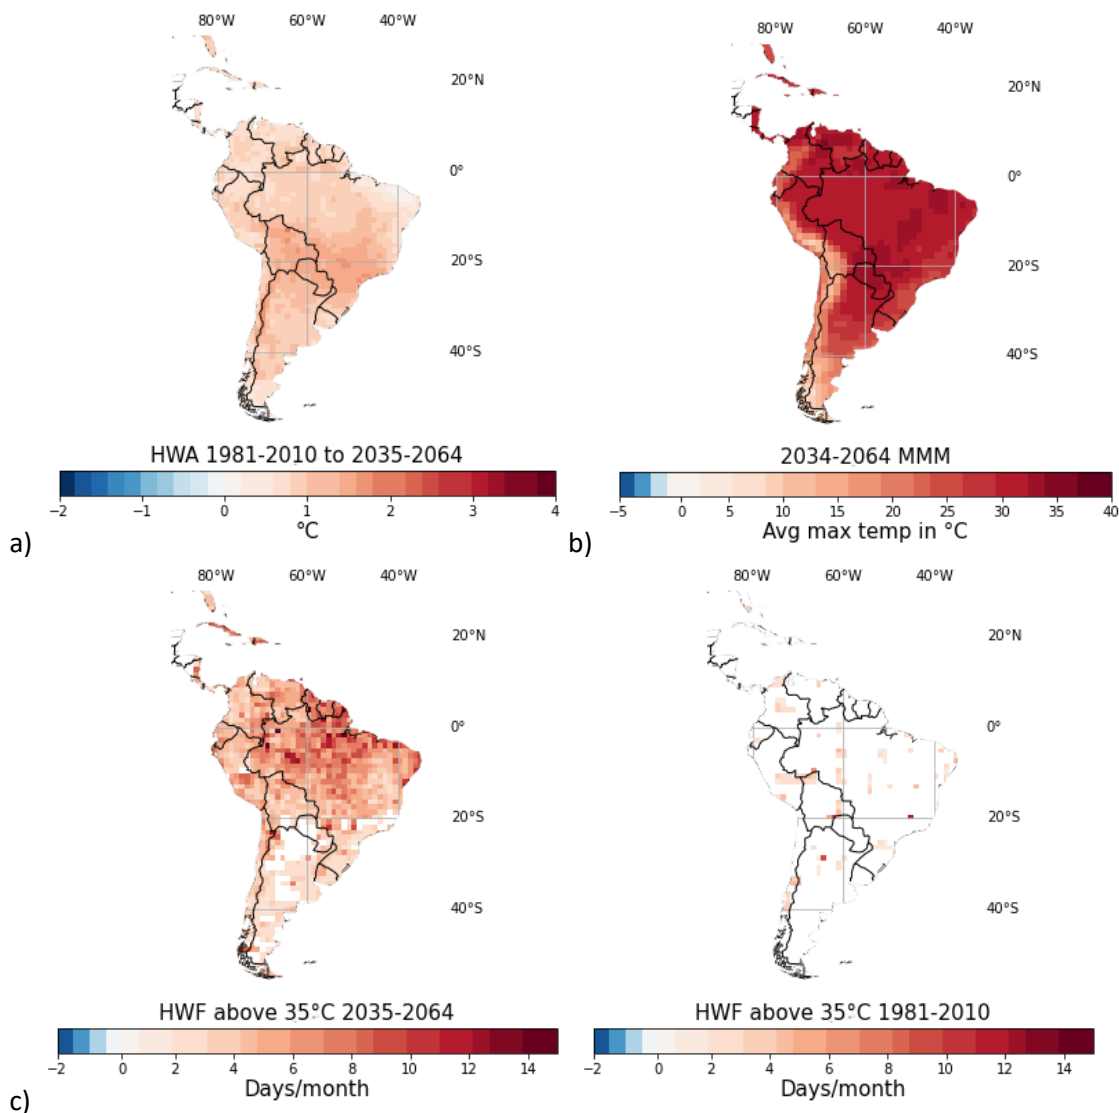 80°W 60°W 40°W
20°N
0°
20°S
40°S
HWA 1981-2010 to 2035-2064
−2 −1 0 1 2 3 4
°C
a)
80°W 60°W 40°W
20°N
0°
20°S
40°S
2034-2064 MMM
−5 0 5 10 15 20 25 30 35 40
Avg max temp in °C
b)
80°W 60°W 40°W
20°N
0°
20°S
40°S
HWF above 35°C 2035-2064
−2 0 2 4 6 8 10 12 14
Days/month
c)
80°W 60°W 40°W
20°N
0°
20°S
40°S
HWF above 35°C 1981-2010
−2 0 2 4 6 8 10 12 14
Days/month